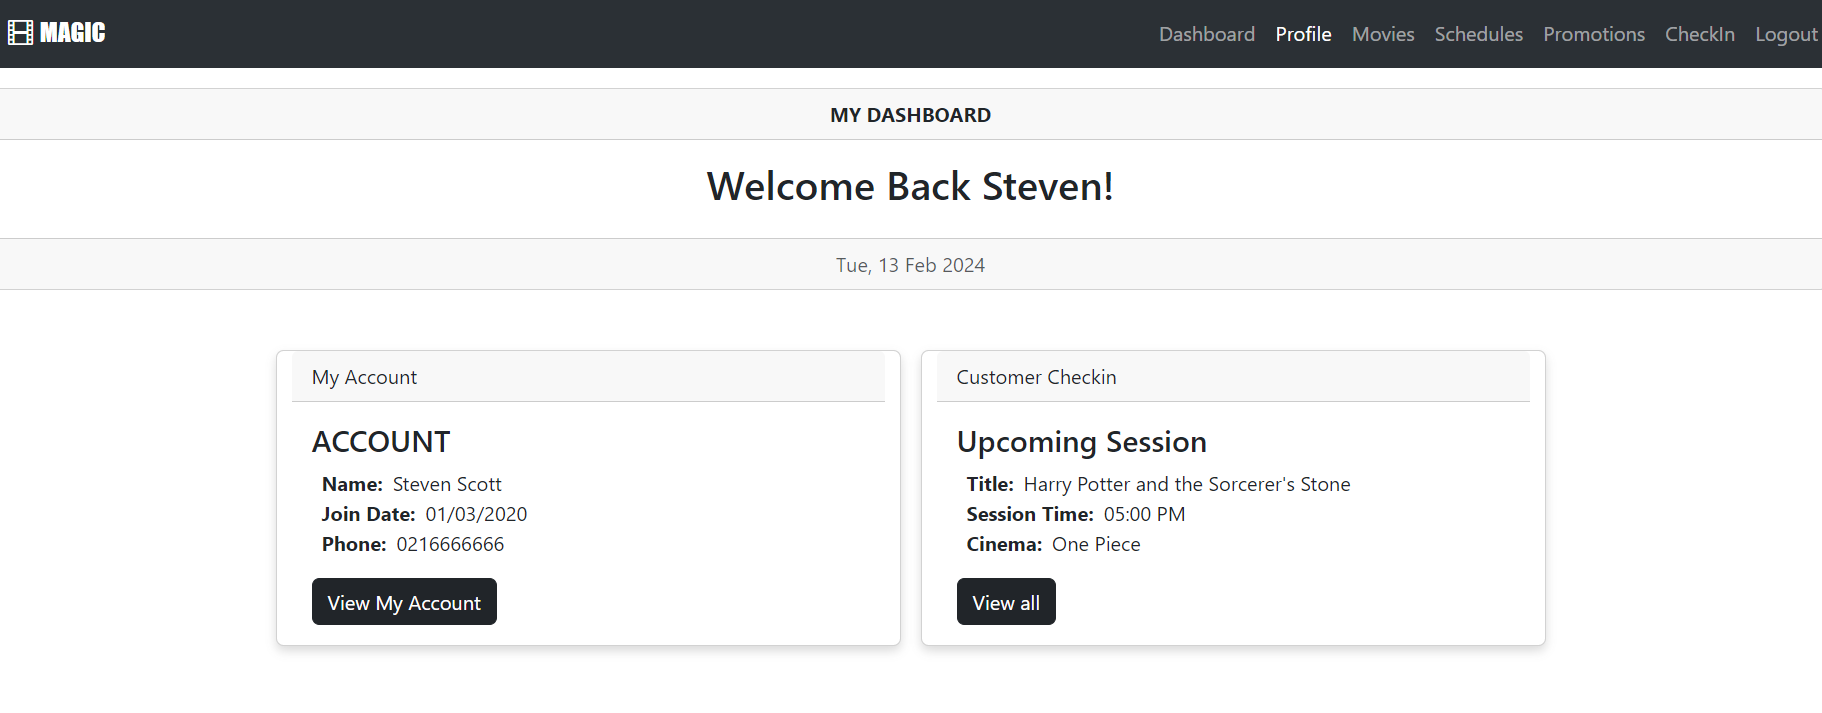 MAGIC
Dashboard Profile Movies Schedules Promotions CheckIn Logout
MY DASHBOARD
Welcome Back Steven!
Tue, 13 Feb 2024
My Account
ACCOUNT
Name: Steven Scott
Join Date: 01/03/2020
Phone: 0216666666
View My Account
Customer Checkin
Upcoming Session
Title: Harry Potter and the Sorcerer's Stone
Session Time: 05:00 PM
Cinema: One Piece
View all